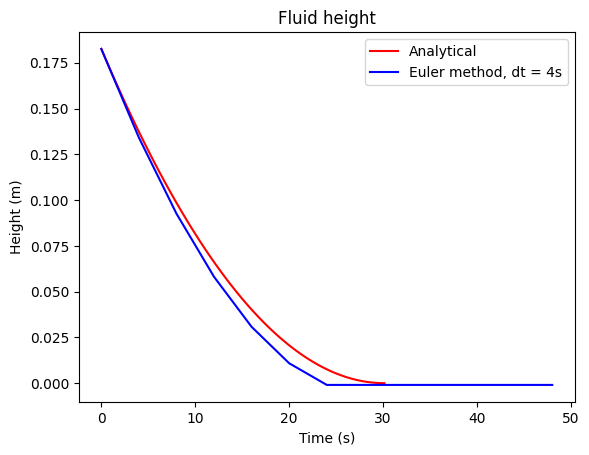 Fluid height
Analytical
Euler method, dt = 4s
0.175
0.150
0.125
0.100
0.075
0.050
0.025
0.000
Height (m)
0 10 20 30 40 50
Time (s)